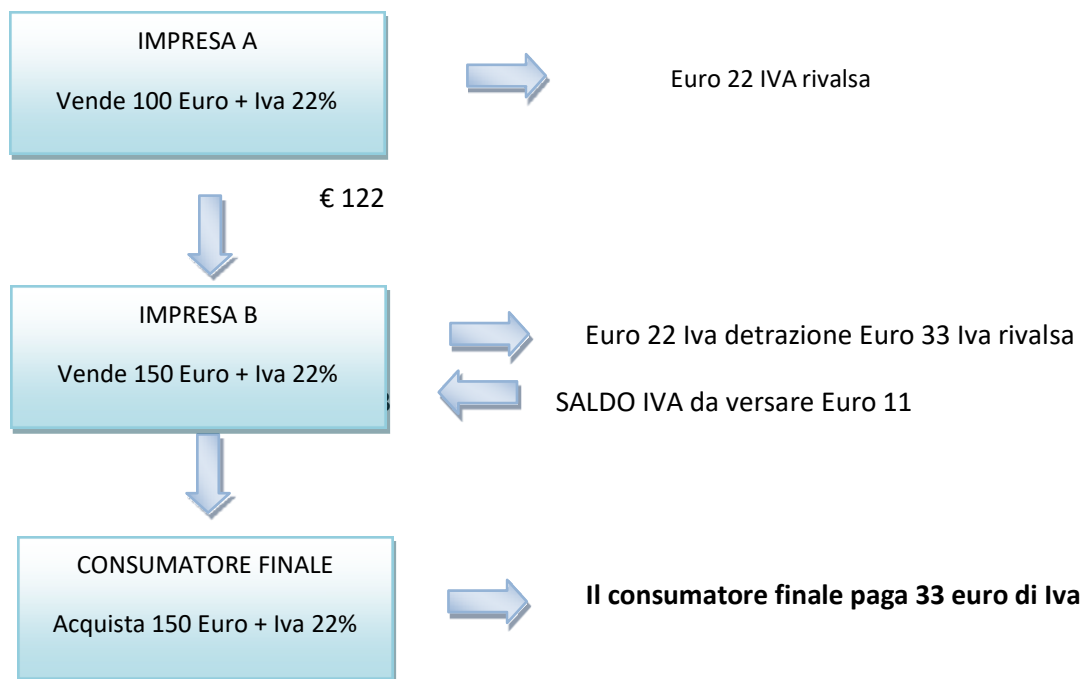 IMPRESA A
Vende 100 Euro + Iva 22%
Euro 22 IVA rivalsa
€ 122
IMPRESA B
Vende 150 Euro + Iva 22%
Euro 22 Iva detrazione Euro 33 Iva rivalsa
SALDO IVA da versare Euro 11
CONSUMATORE FINALE
Acquista 150 Euro + Iva 22%
Il consumatore finale paga 33 euro di Iva